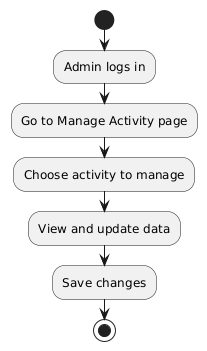 Admin logs in
Go to Manage Activity page
Choose activity to manage
View and update data
Save changes